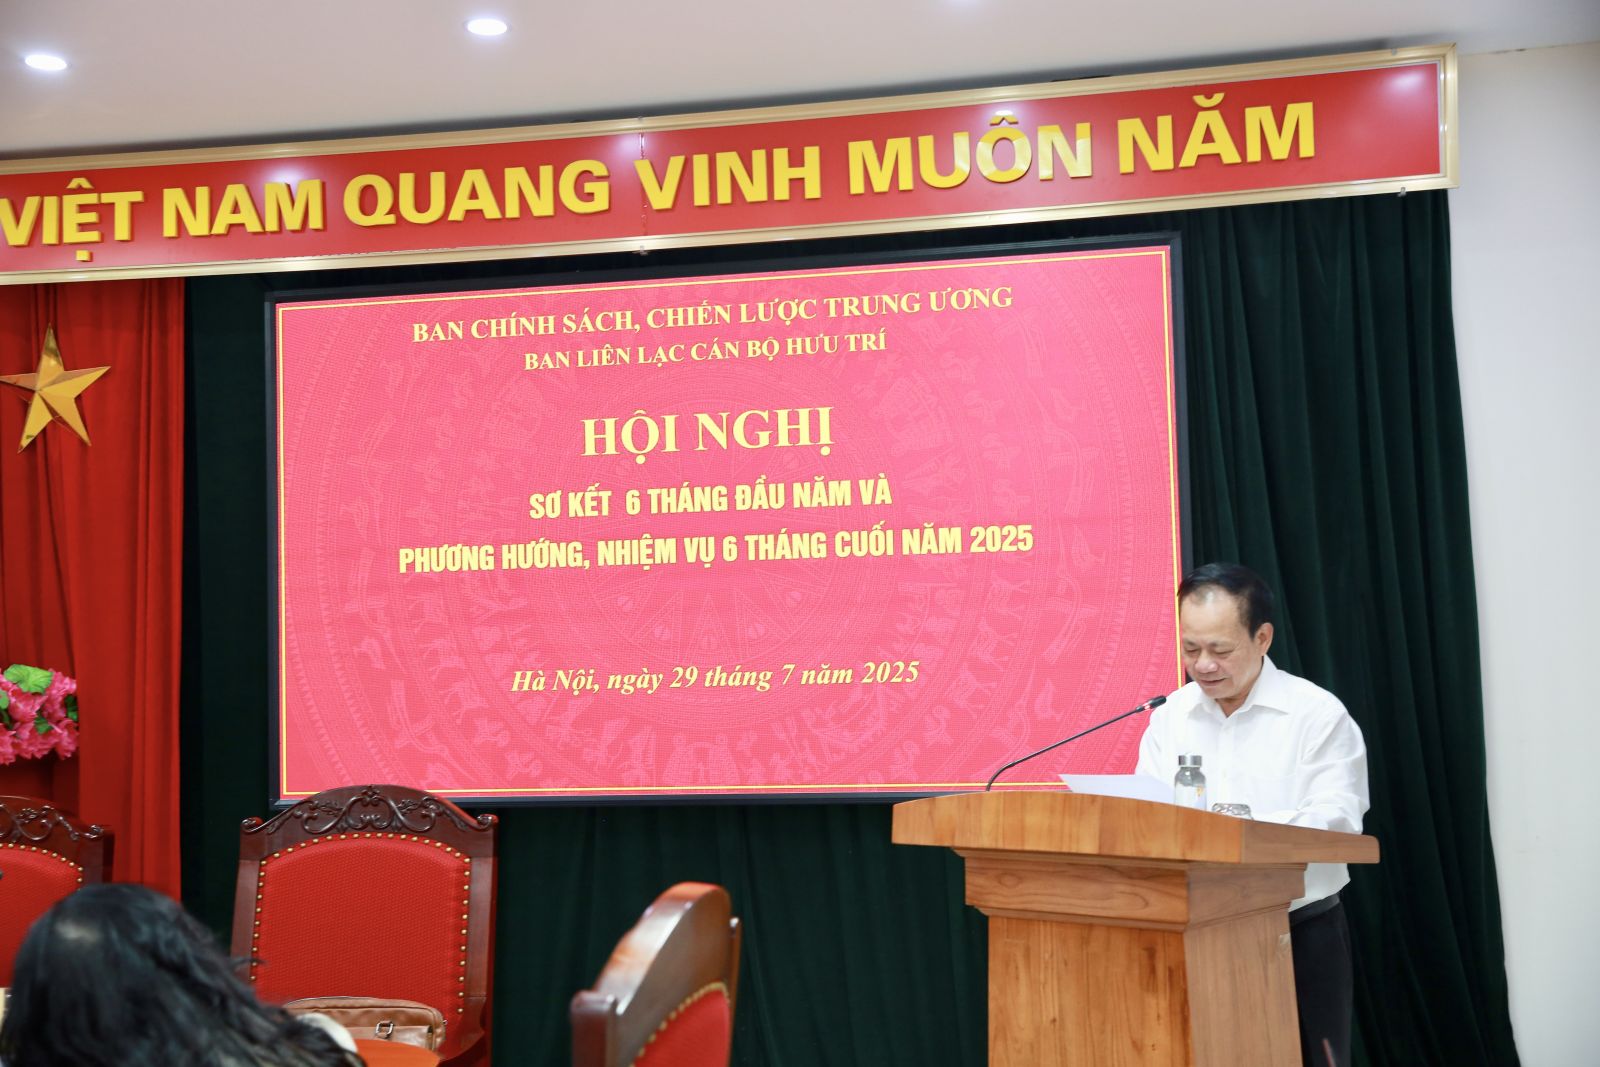 VIỆT NAM QUANG VINH MUÔN NĂM
BAN CHÍNH SÁCH, CHIẾN LƯỢC TRUNG ƯƠNG
BAN LIÊN LẠC CÁN BỘ HƯU TRÍ
HỘI NGHỊ
SƠ KẾT 6 THÁNG ĐẦU NĂM VÀ
PHƯƠNG HƯỚNG, NHIỆM VỤ 6 THÁNG CUỐI NĂM 2025
Hà Nội, ngày 29 tháng 7 năm 2025